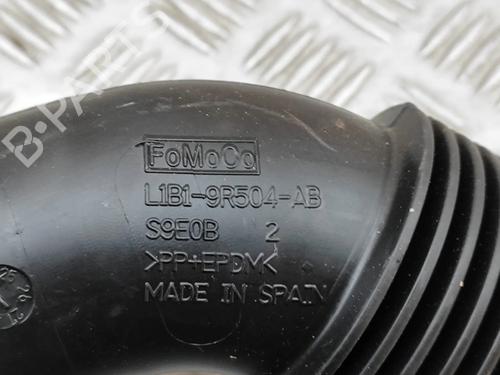 B-PARTS
FoMoCo
L1B1-9R504-AB
S9E0B 2
>PP+EPDM<
MADE IN SPAIN